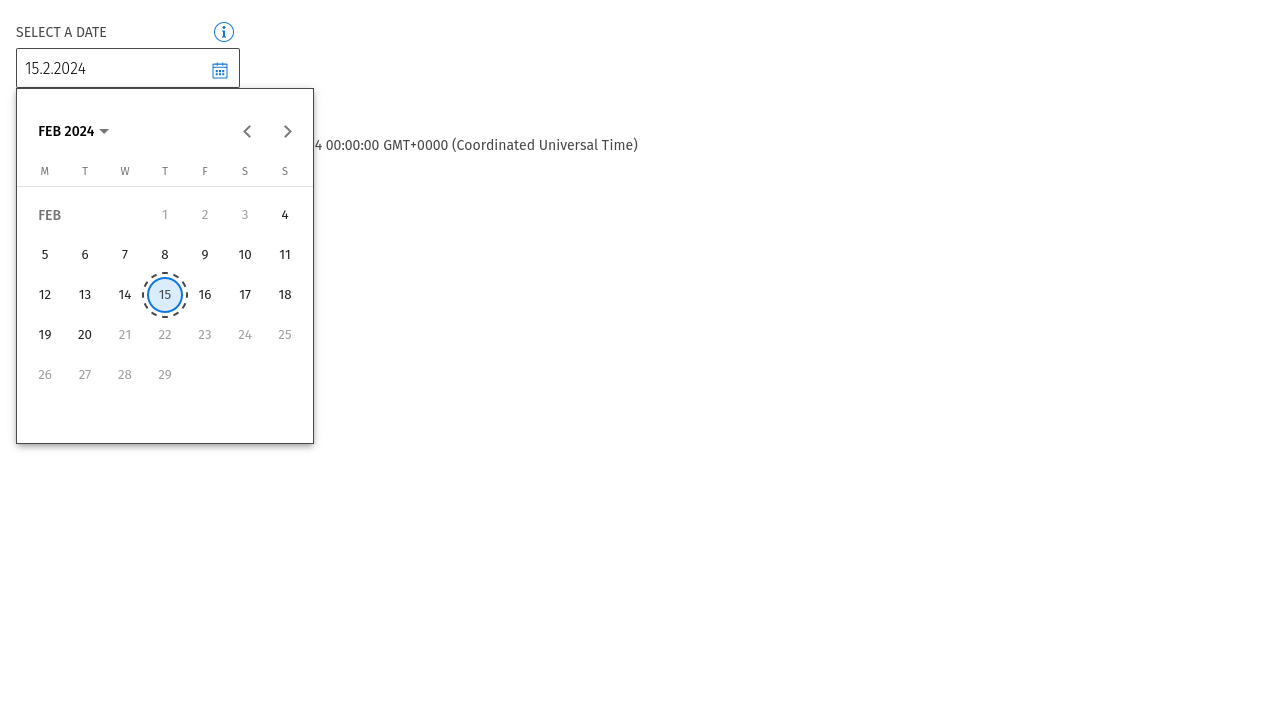 SELECT A DATE
15.2.2024
FEB 2024
4 00:00:00 GMT+0000 (Coordinated Universal Time)
M T W T F S S
FEB 1 2 3 4
5 6 7 8 9 10 11
12 13 14 15 16 17 18
19 20 21 22 23 24 25
26 27 28 29